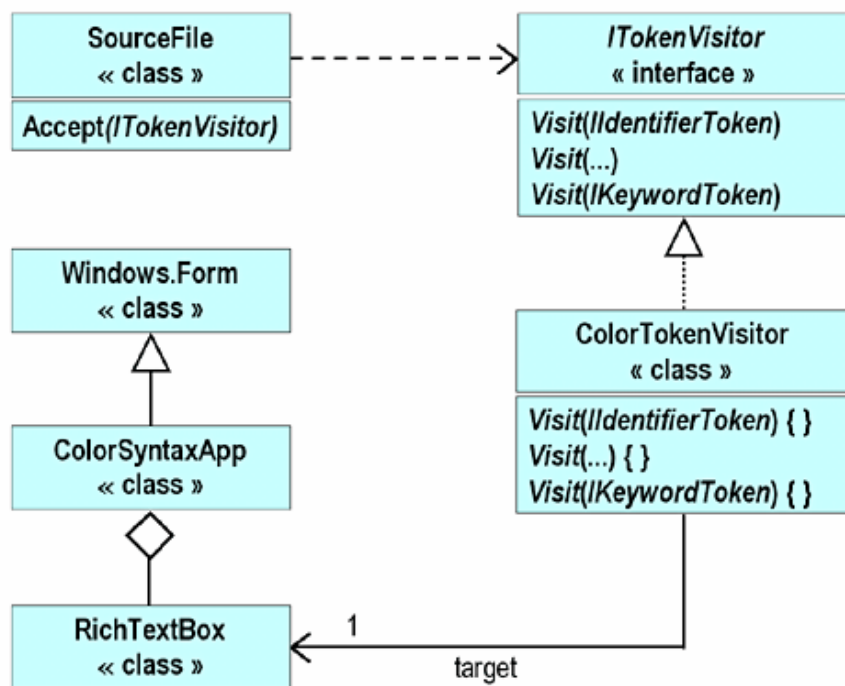 SourceFile
« class »
Accept(ITokenVisitor)
ITokenVisitor
« interface »
Visit(IIdentifierToken)
Visit(...)
Visit(IKeywordToken)
Windows.Form
« class »
ColorTokenVisitor
« class »
Visit(IIdentifierToken) { }
Visit(...) { }
Visit(IKeywordToken) { }
ColorSyntaxApp
« class »
RichTextBox
« class »
1
target